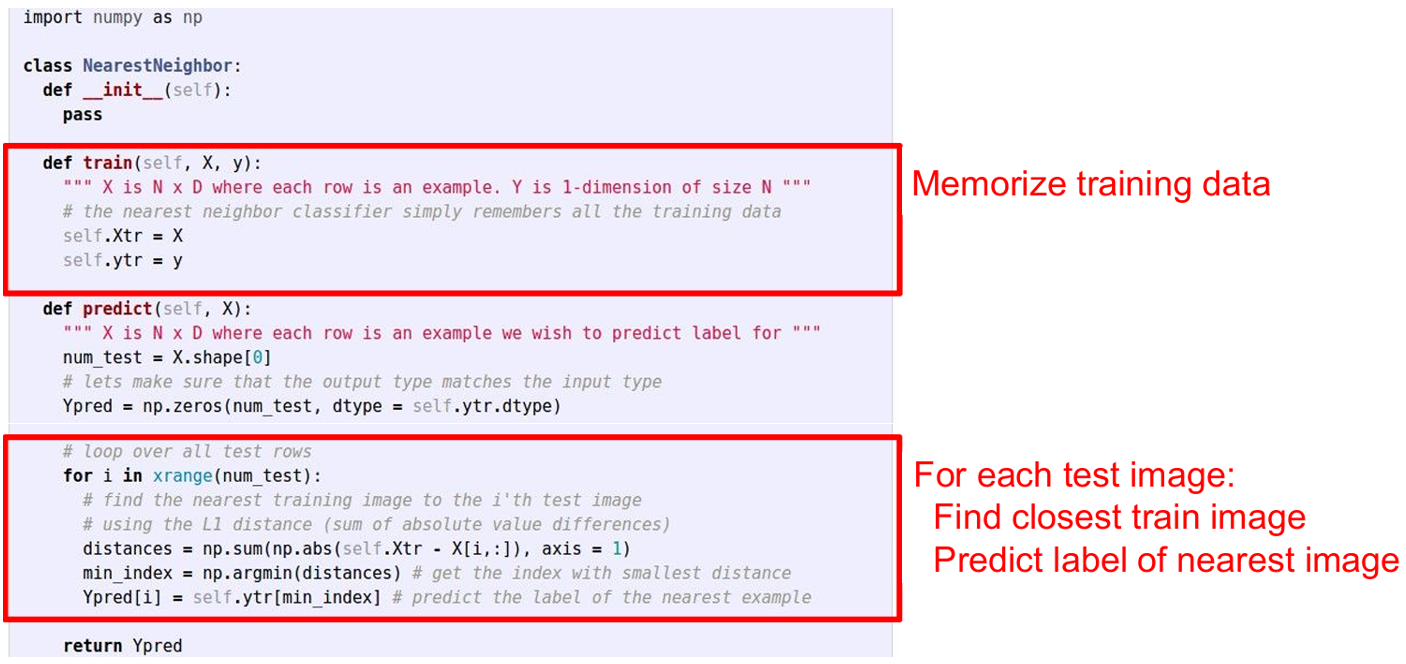 import numpy as np
class NearestNeighbor:
def __init__(self):
pass
def train(self, X, y):
""" X is N x D where each row is an example. Y is 1-dimension of size N """
# the nearest neighbor classifier simply remembers all the training data
self.Xtr = X
self.ytr = y
Memorize training data
def predict(self, X):
""" X is N x D where each row is an example we wish to predict label for """
num_test = X.shape[0]
# lets make sure that the output type matches the input type
Ypred = np.zeros(num_test, dtype = self.ytr.dtype)
# loop over all test rows
for i in xrange(num_test):
# find the nearest training image to the i'th test image
# using the L1 distance (sum of absolute value differences)
distances = np.sum(np.abs(self.Xtr - X[i,:]), axis = 1)
min_index = np.argmin(distances) # get the index with smallest distance
Ypred[i] = self.ytr[min_index] # predict the label of the nearest example
For each test image:
Find closest train image
Predict label of nearest image
return Ypred